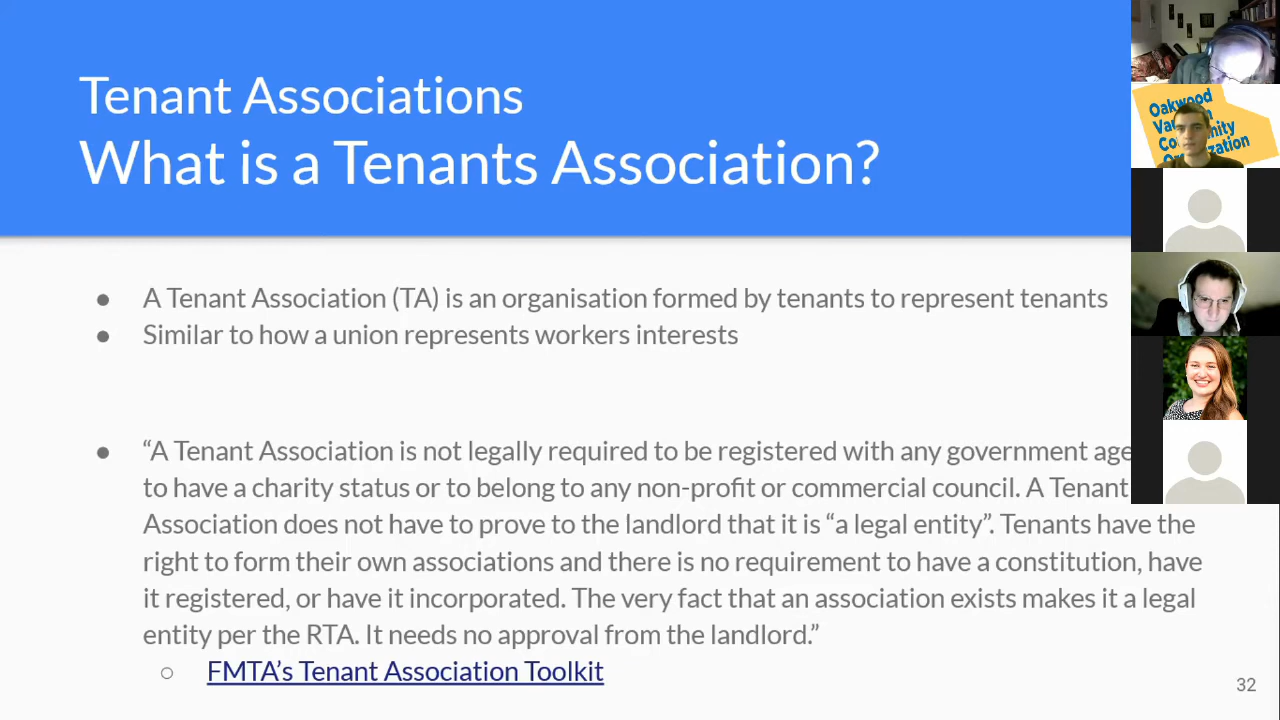 Tenant Associations
What is a Tenants Association?
● A Tenant Association (TA) is an organisation formed by tenants to represent tenants
● Similar to how a union represents workers interests
● “A Tenant Association is not legally required to be registered with any government age
to have a charity status or to belong to any non-profit or commercial council. A Tenant
Association does not have to prove to the landlord that it is “a legal entity”. Tenants have the
right to form their own associations and there is no requirement to have a constitution, have
it registered, or have it incorporated. The very fact that an association exists makes it a legal
entity per the RTA. It needs no approval from the landlord.”
○ FMTA’s Tenant Association Toolkit
32
Oakwood